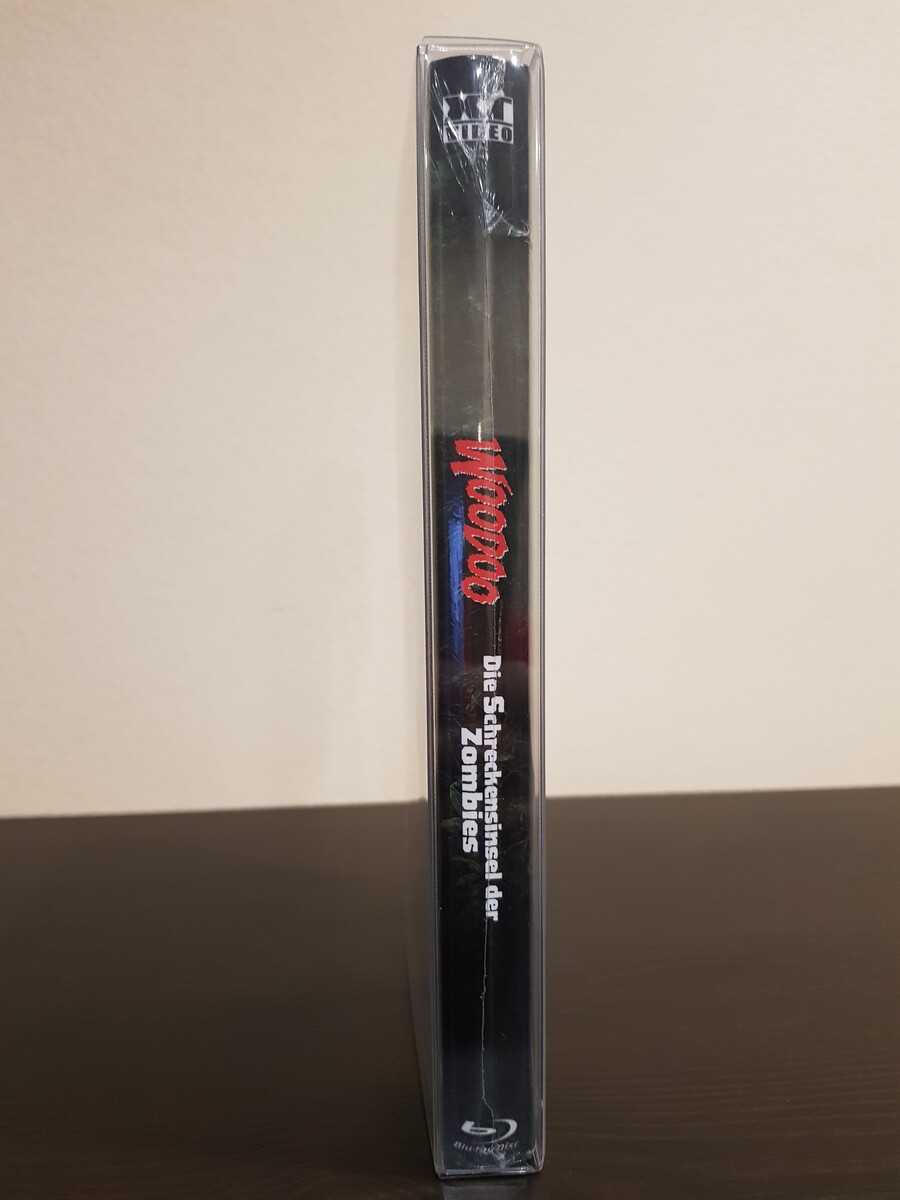 XT
VIDEO
WOODOO
Die Schreckensinsel der
Zombies
Blu-ray Disc